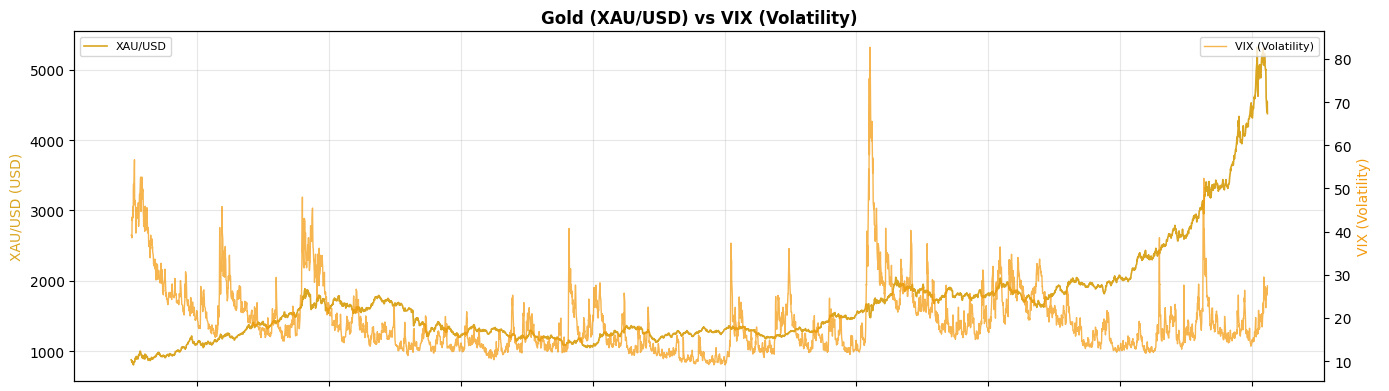 Gold (XAU/USD) vs VIX (Volatility)
XAU/USD
VIX (Volatility)
5000
4000
3000
2000
1000
XAU/USD (USD)
80
70
60
50
40
30
20
10
VIX (Volatility)